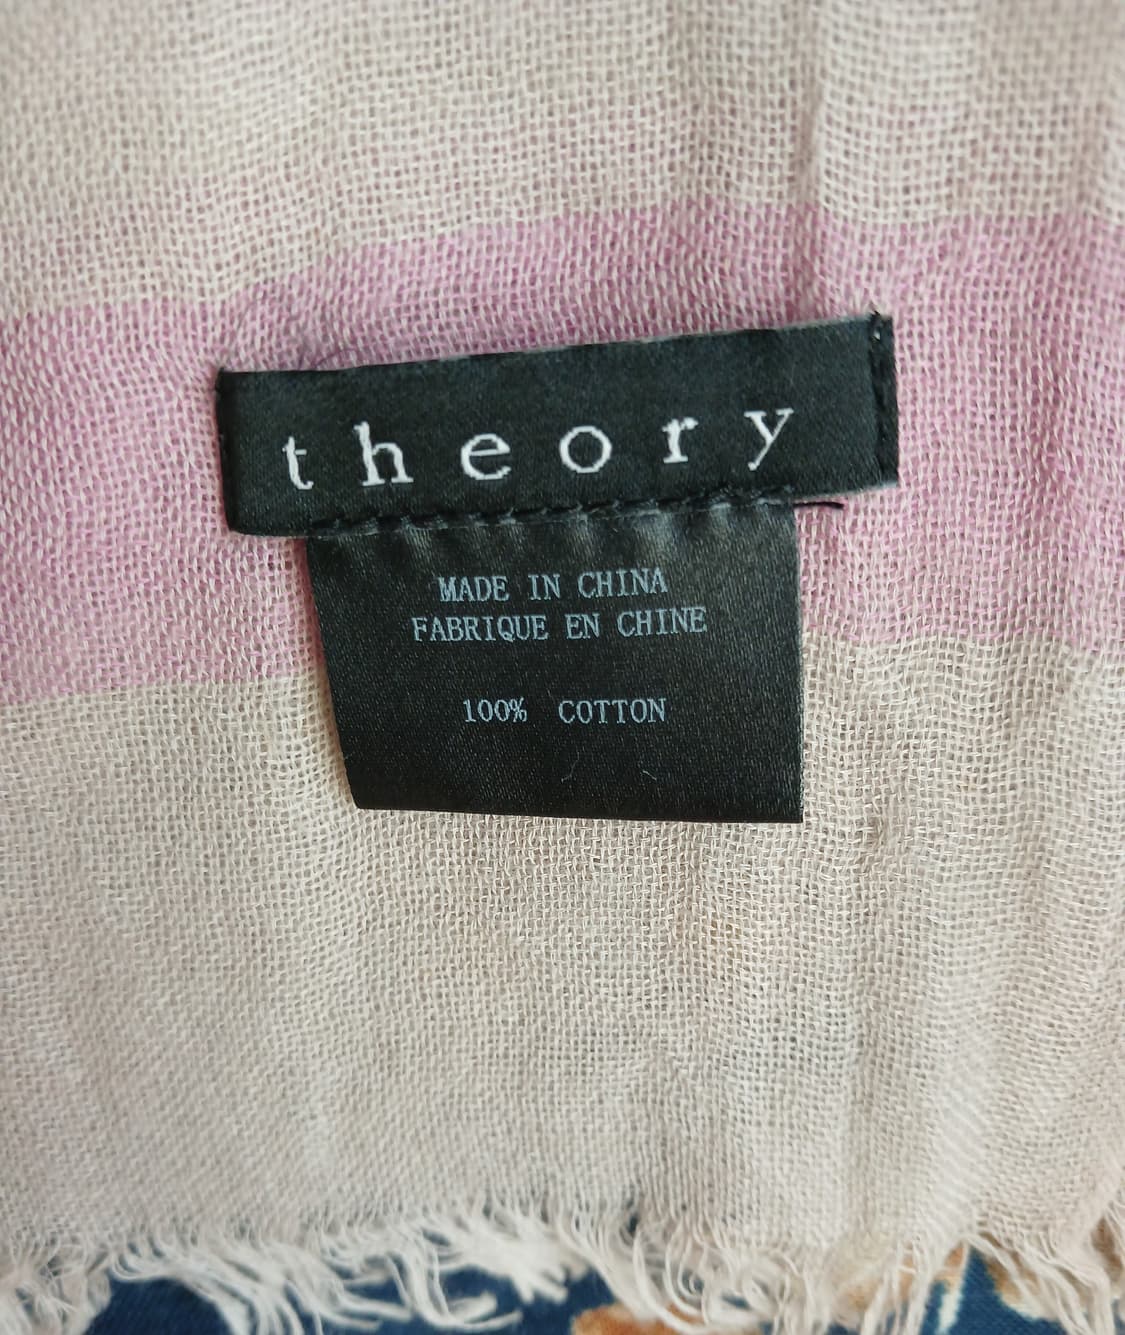 theory
MADE IN CHINA
FABRIQUE EN CHINE
100% COTTON